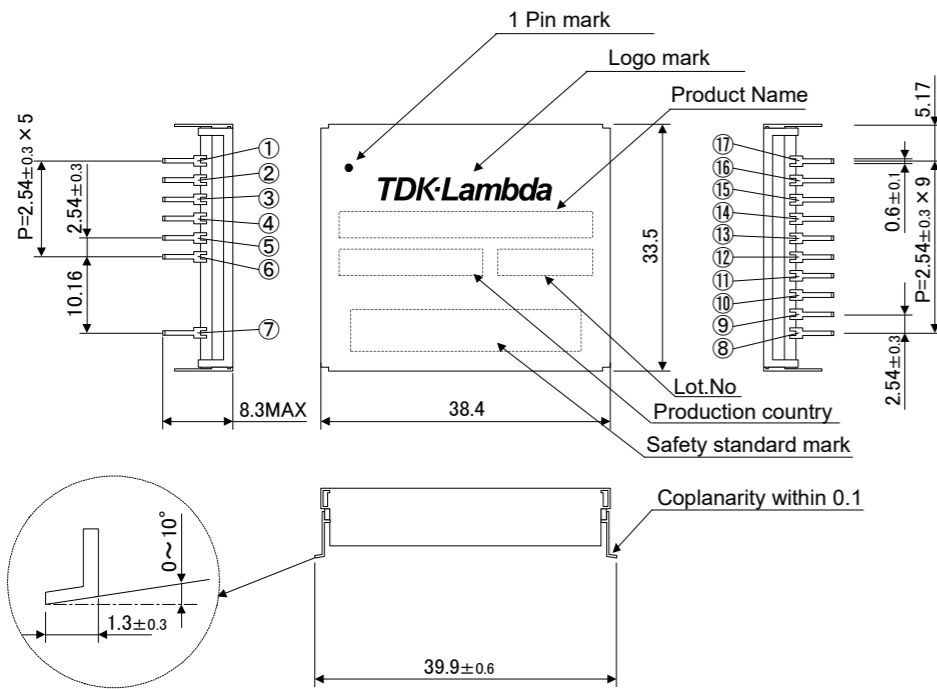 1 Pin mark
Logo mark
Product Name
TDK·Lambda
Lot.No
Production country
Safety standard mark
P=2.54±0.3 × 5
2.54±0.3
10.16
①
②
③
④
⑤
⑥
⑦
8.3MAX
38.4
33.5
⑰
⑯
⑮
⑭
⑬
⑫
⑪
⑩
⑨
⑧
5.17
0.6±0.1
P=2.54±0.3 × 9
2.54±0.3
Coplanarity within 0.1
0~10°
1.3±0.3
39.9±0.6